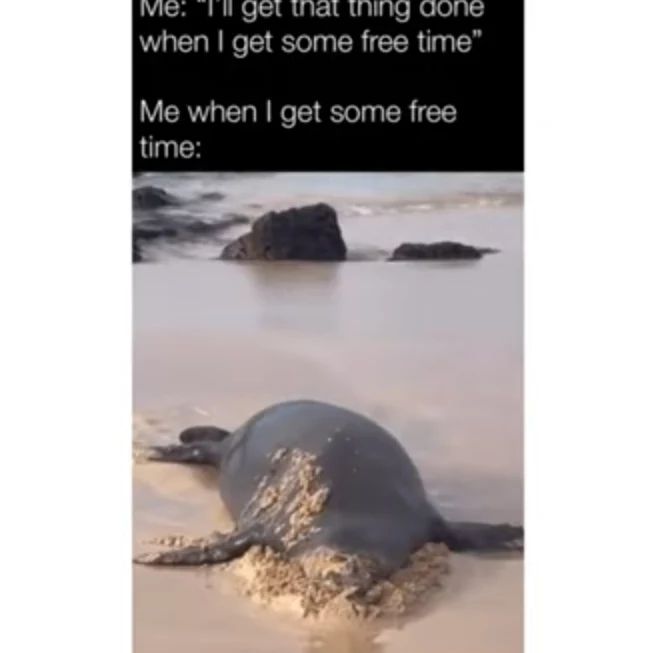 Me: "I'll get that thing done
when I get some free time"
Me when I get some free
time: